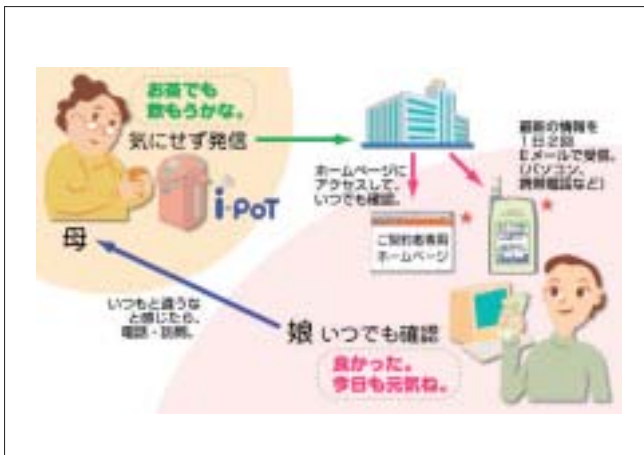 お茶でも
飲もうかな。
気にせず発信
i-PoT
母
ホームページに
アクセスして、
いつでも確認。
最新の情報を
1日2回
Eメールで受信。
(パソコン、
携帯電話など)
ご契約者専用
ホームページ
いつもと違うな
と感じたら、
電話・訪問。
娘 いつでも確認
良かった。
今日も元気ね。